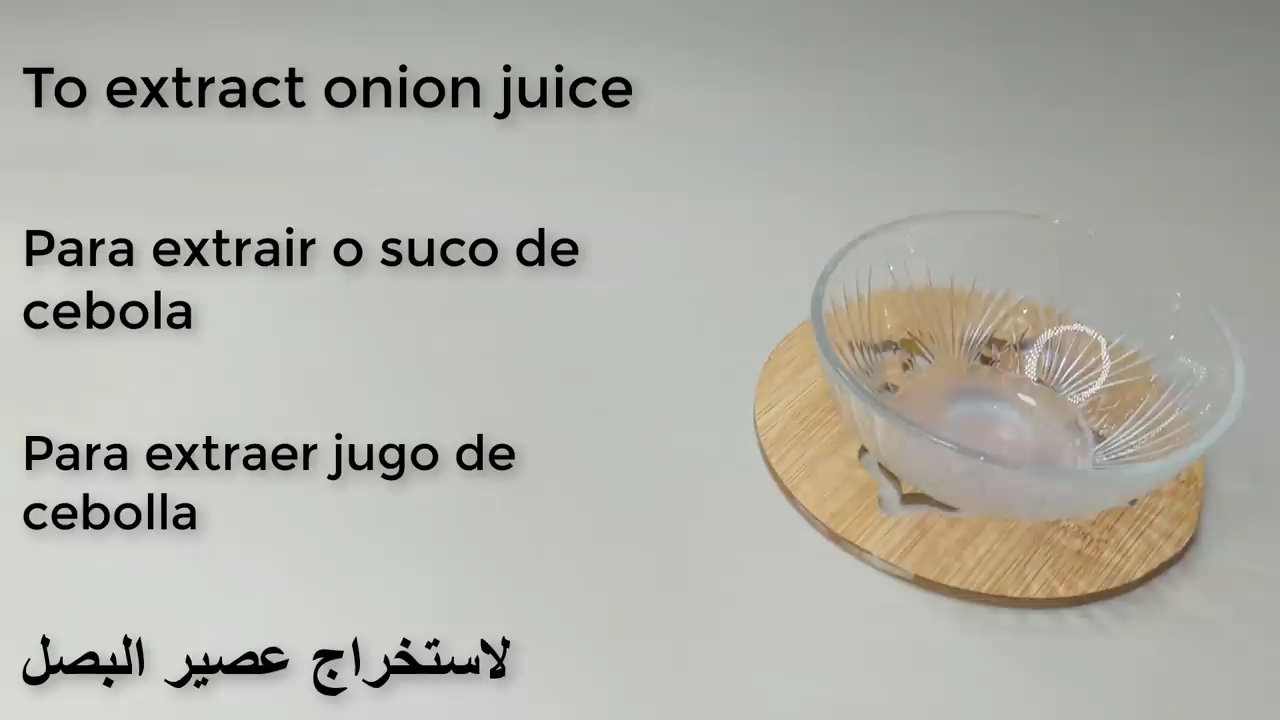 To extract onion juice
Para extrair o suco de
cebola
Para extraer jugo de
cebolla
لاستخراج عصير البصل